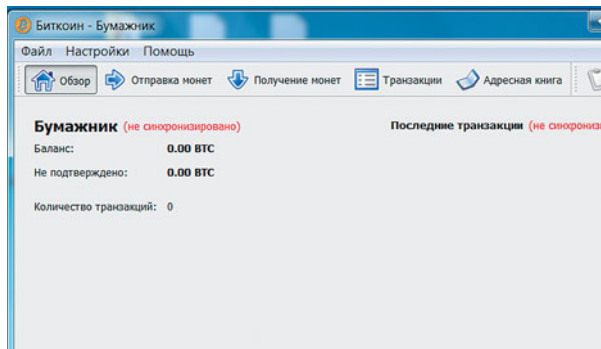 Биткоин - Бумажник
Файл Настройки Помощь
Обзор Отправка монет Получение монет Транзакции Адресная книга
Бумажник (не синхронизировано) Последние транзакции (не
Баланс: 0.00 BTC
Не подтверждено: 0.00 BTC
Количество транзакций: 0